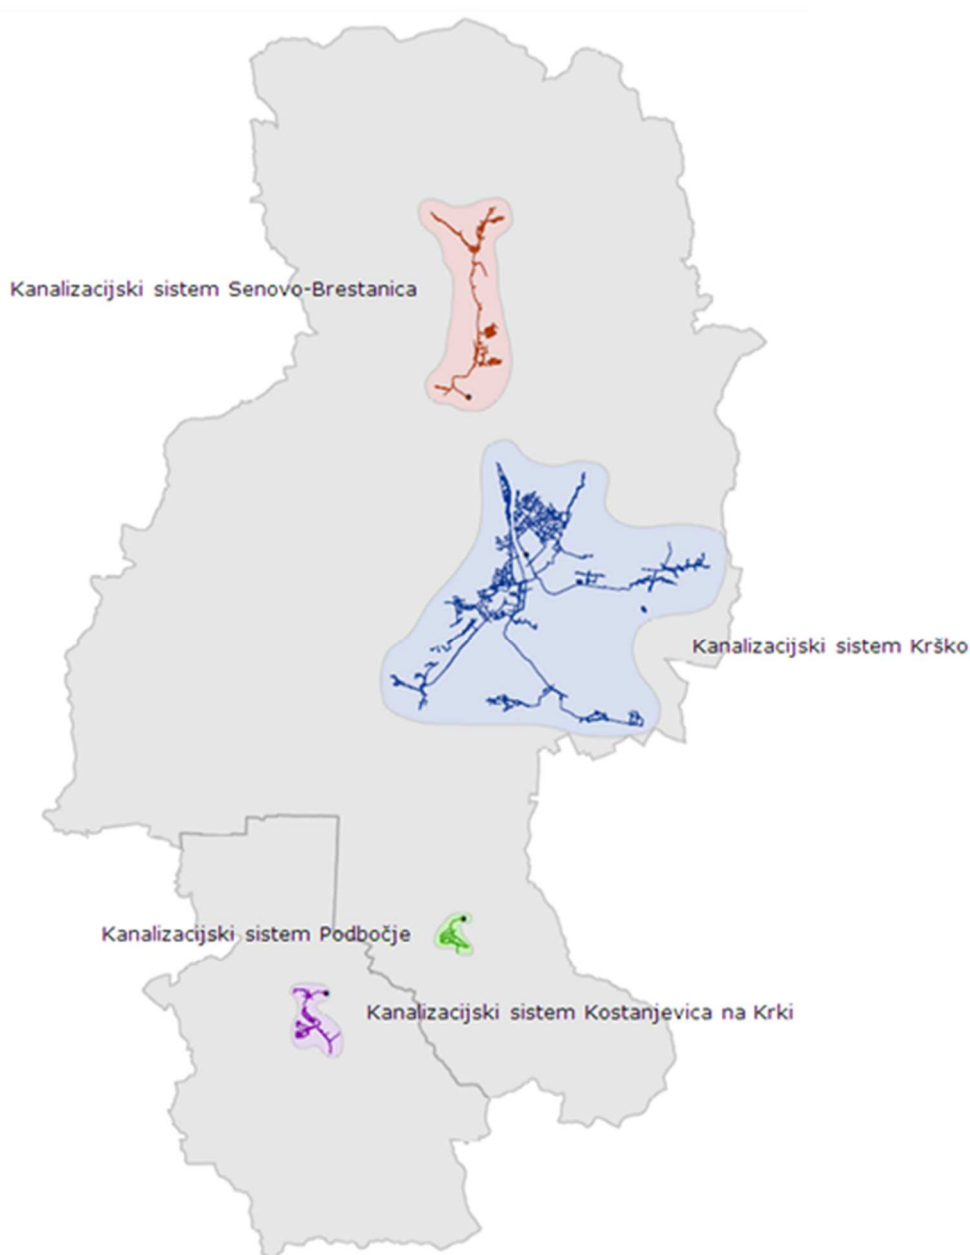 Kanalizacijski sistem Senovo-Brestanica
Kanalizacijski sistem Krško
Kanalizacijski sistem Podbočje
Kanalizacijski sistem Kostanjevica na Krki